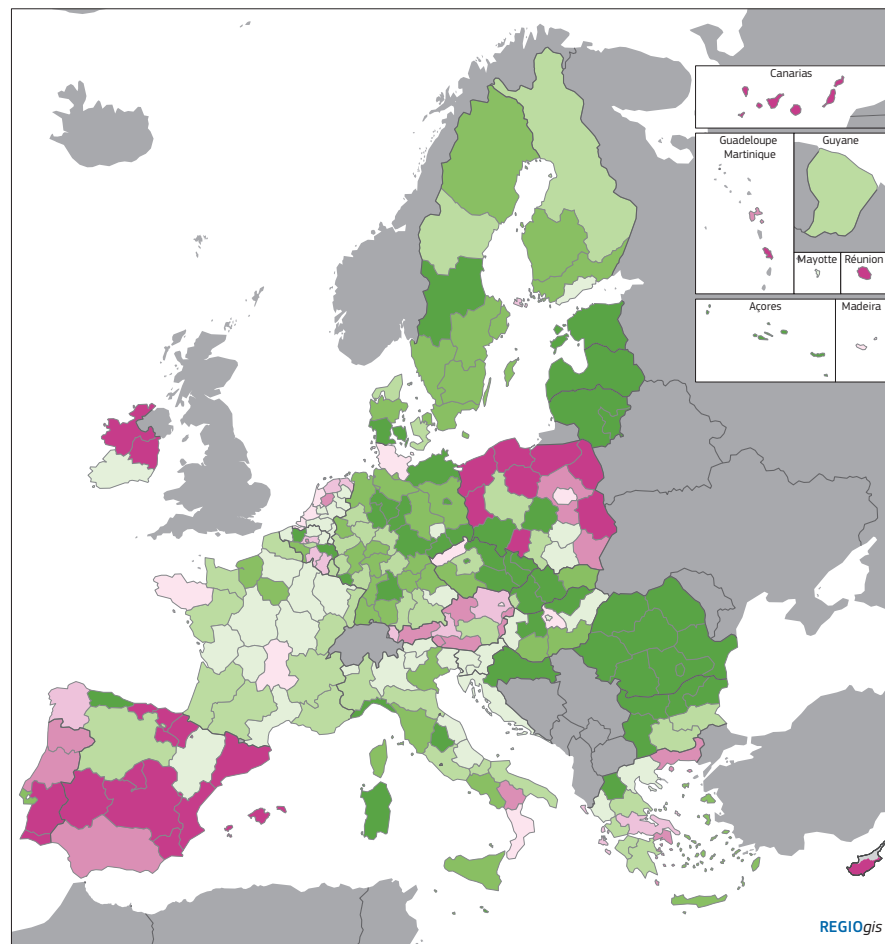 Canarias
Guadeloupe
Martinique
Guyane
Mayotte
Réunion
Açores
Madeira
REGIOgis